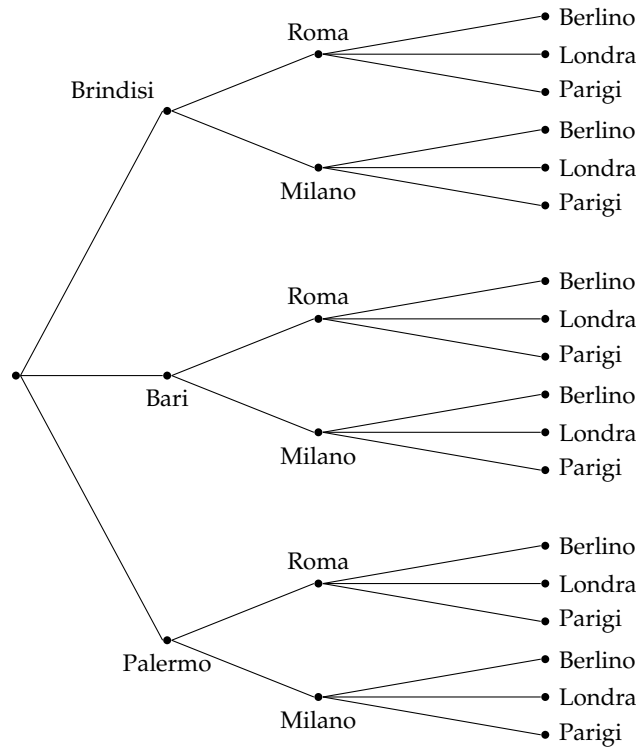 Berlino
Roma
Londra
Brindisi
Parigi
Berlino
Londra
Milano
Parigi
Berlino
Roma
Londra
Parigi
Bari
Berlino
Londra
Milano
Parigi
Berlino
Roma
Londra
Parigi
Palermo
Berlino
Londra
Milano
Parigi